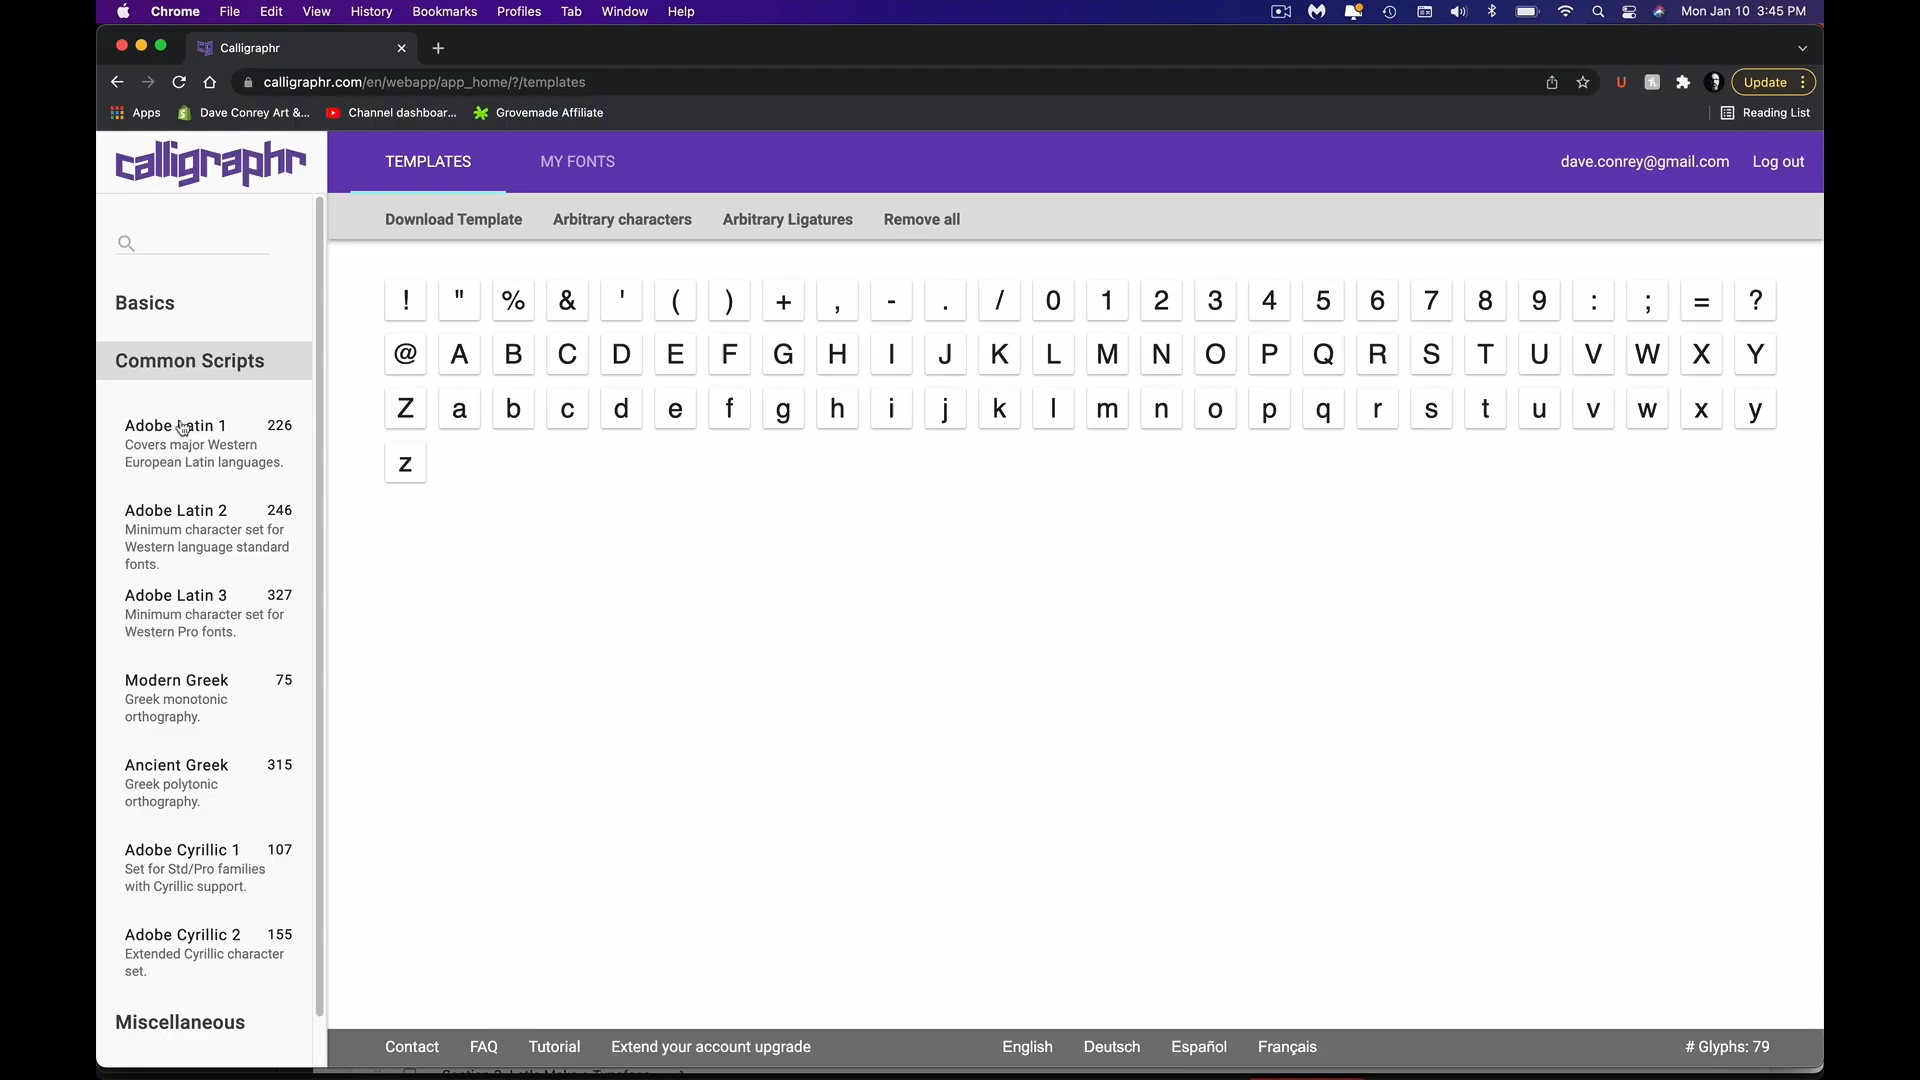 Chrome File Edit View History Bookmarks Profiles Tab Window Help Mon Jan 10 3:45 PM
Calligraphr
calligraphr.com/en/webapp/app_home/?/templates Update
Apps Dave Conrey Art &... Channel dashboar... Grovemade Affiliate Reading List
calligraphr TEMPLATES MY FONTS dave.conrey@gmail.com Log out
Download Template Arbitrary characters Arbitrary Ligatures Remove all
Basics
Common Scripts
Adobe Latin 1 226
Covers major Western
European Latin languages.
Adobe Latin 2 246
Minimum character set for
Western language standard
fonts.
Adobe Latin 3 327
Minimum character set for
Western Pro fonts.
Modern Greek 75
Greek monotonic
orthography.
Ancient Greek 315
Greek polytonic
orthography.
Adobe Cyrillic 1 107
Set for Std/Pro families
with Cyrillic support.
Adobe Cyrillic 2 155
Extended Cyrillic character
set.
Miscellaneous
! " % & ' ( ) + , - . / 0 1 2 3 4 5 6 7 8 9 : ; = ?
@ A B C D E F G H I J K L M N O P Q R S T U V W X Y
Z a b c d e f g h i j k l m n o p q r s t u v w x y
z
Contact FAQ Tutorial Extend your account upgrade English Deutsch Español Français # Glyphs: 79